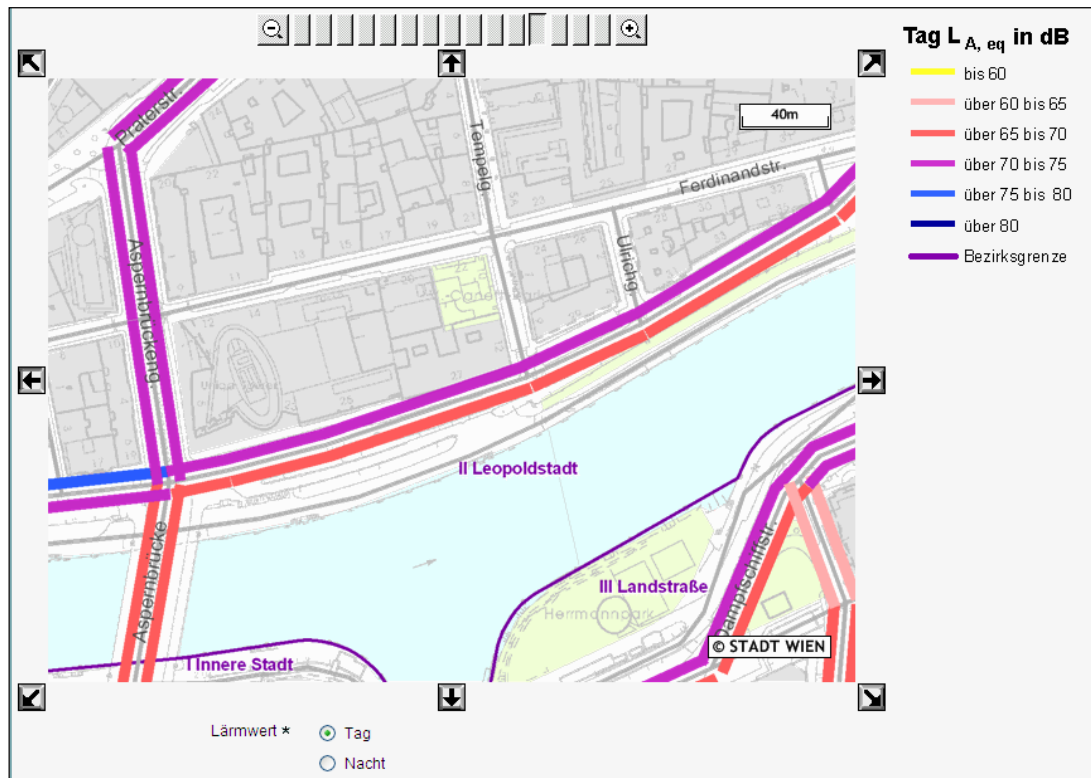 Tag L A, eq in dB
bis 60
über 60 bis 65
über 65 bis 70
über 70 bis 75
über 75 bis 80
über 80
Bezirksgrenze
40m
Praterstr.
Tempelg
Ferdinandstr.
Aspernbrückeng.
Ulrichg
II Leopoldstadt
Aspernbrücke
III Landstraße
Herrmannpark
Dampfschiffstr.
© STADT WIEN
I Innere Stadt
Lärmwert *
Tag
Nacht